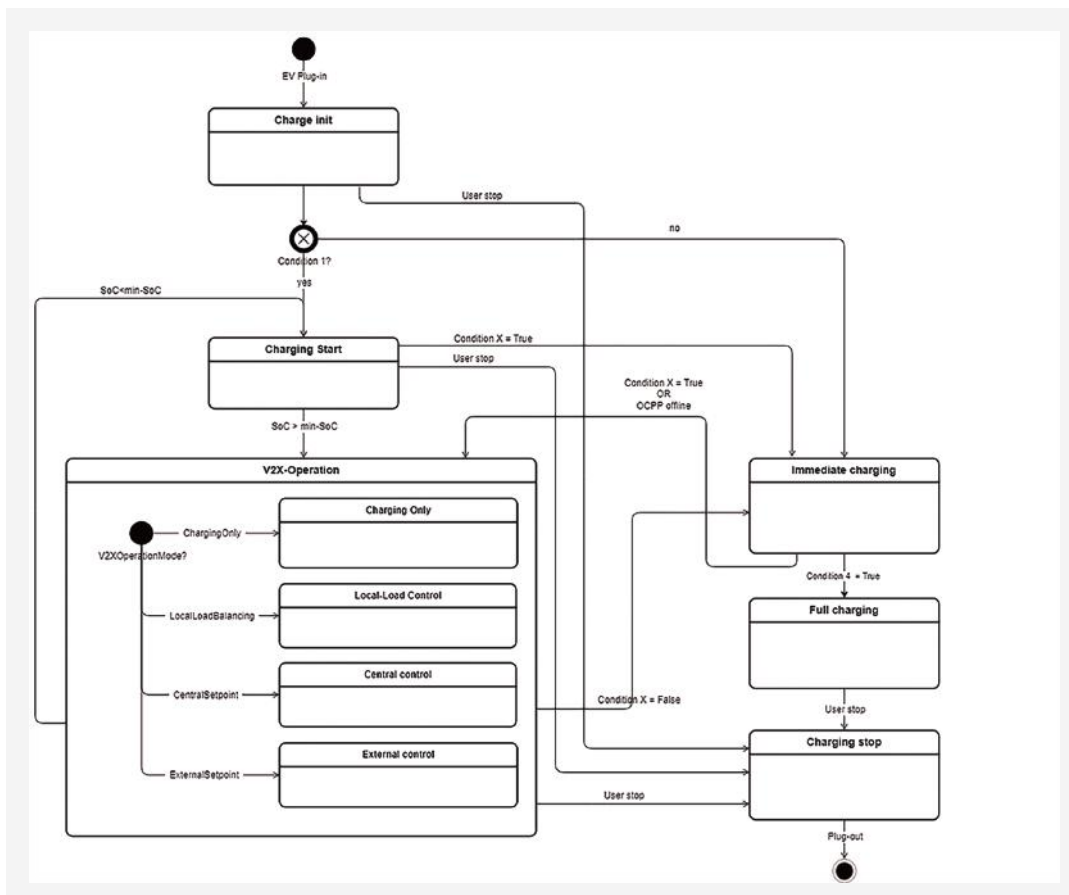 EV Plug-in
Charge init
User stop
no
Condition 1?
yes
SoC<min-SoC
Charging Start
Condition X = True
User stop
Condition X = True
OR
OCPP offline
SoC > min-SoC
V2X-Operation
Immediate charging
Charging Only
ChargingOnly
V2XOperationMode?
Condition 4 = True
Local-Load Control
Full charging
LocalLoadBalancing
Central control
CentralSetpoint
Condition X = False
User stop
Charging stop
External control
ExternalSetpoint
User stop
Plug-out